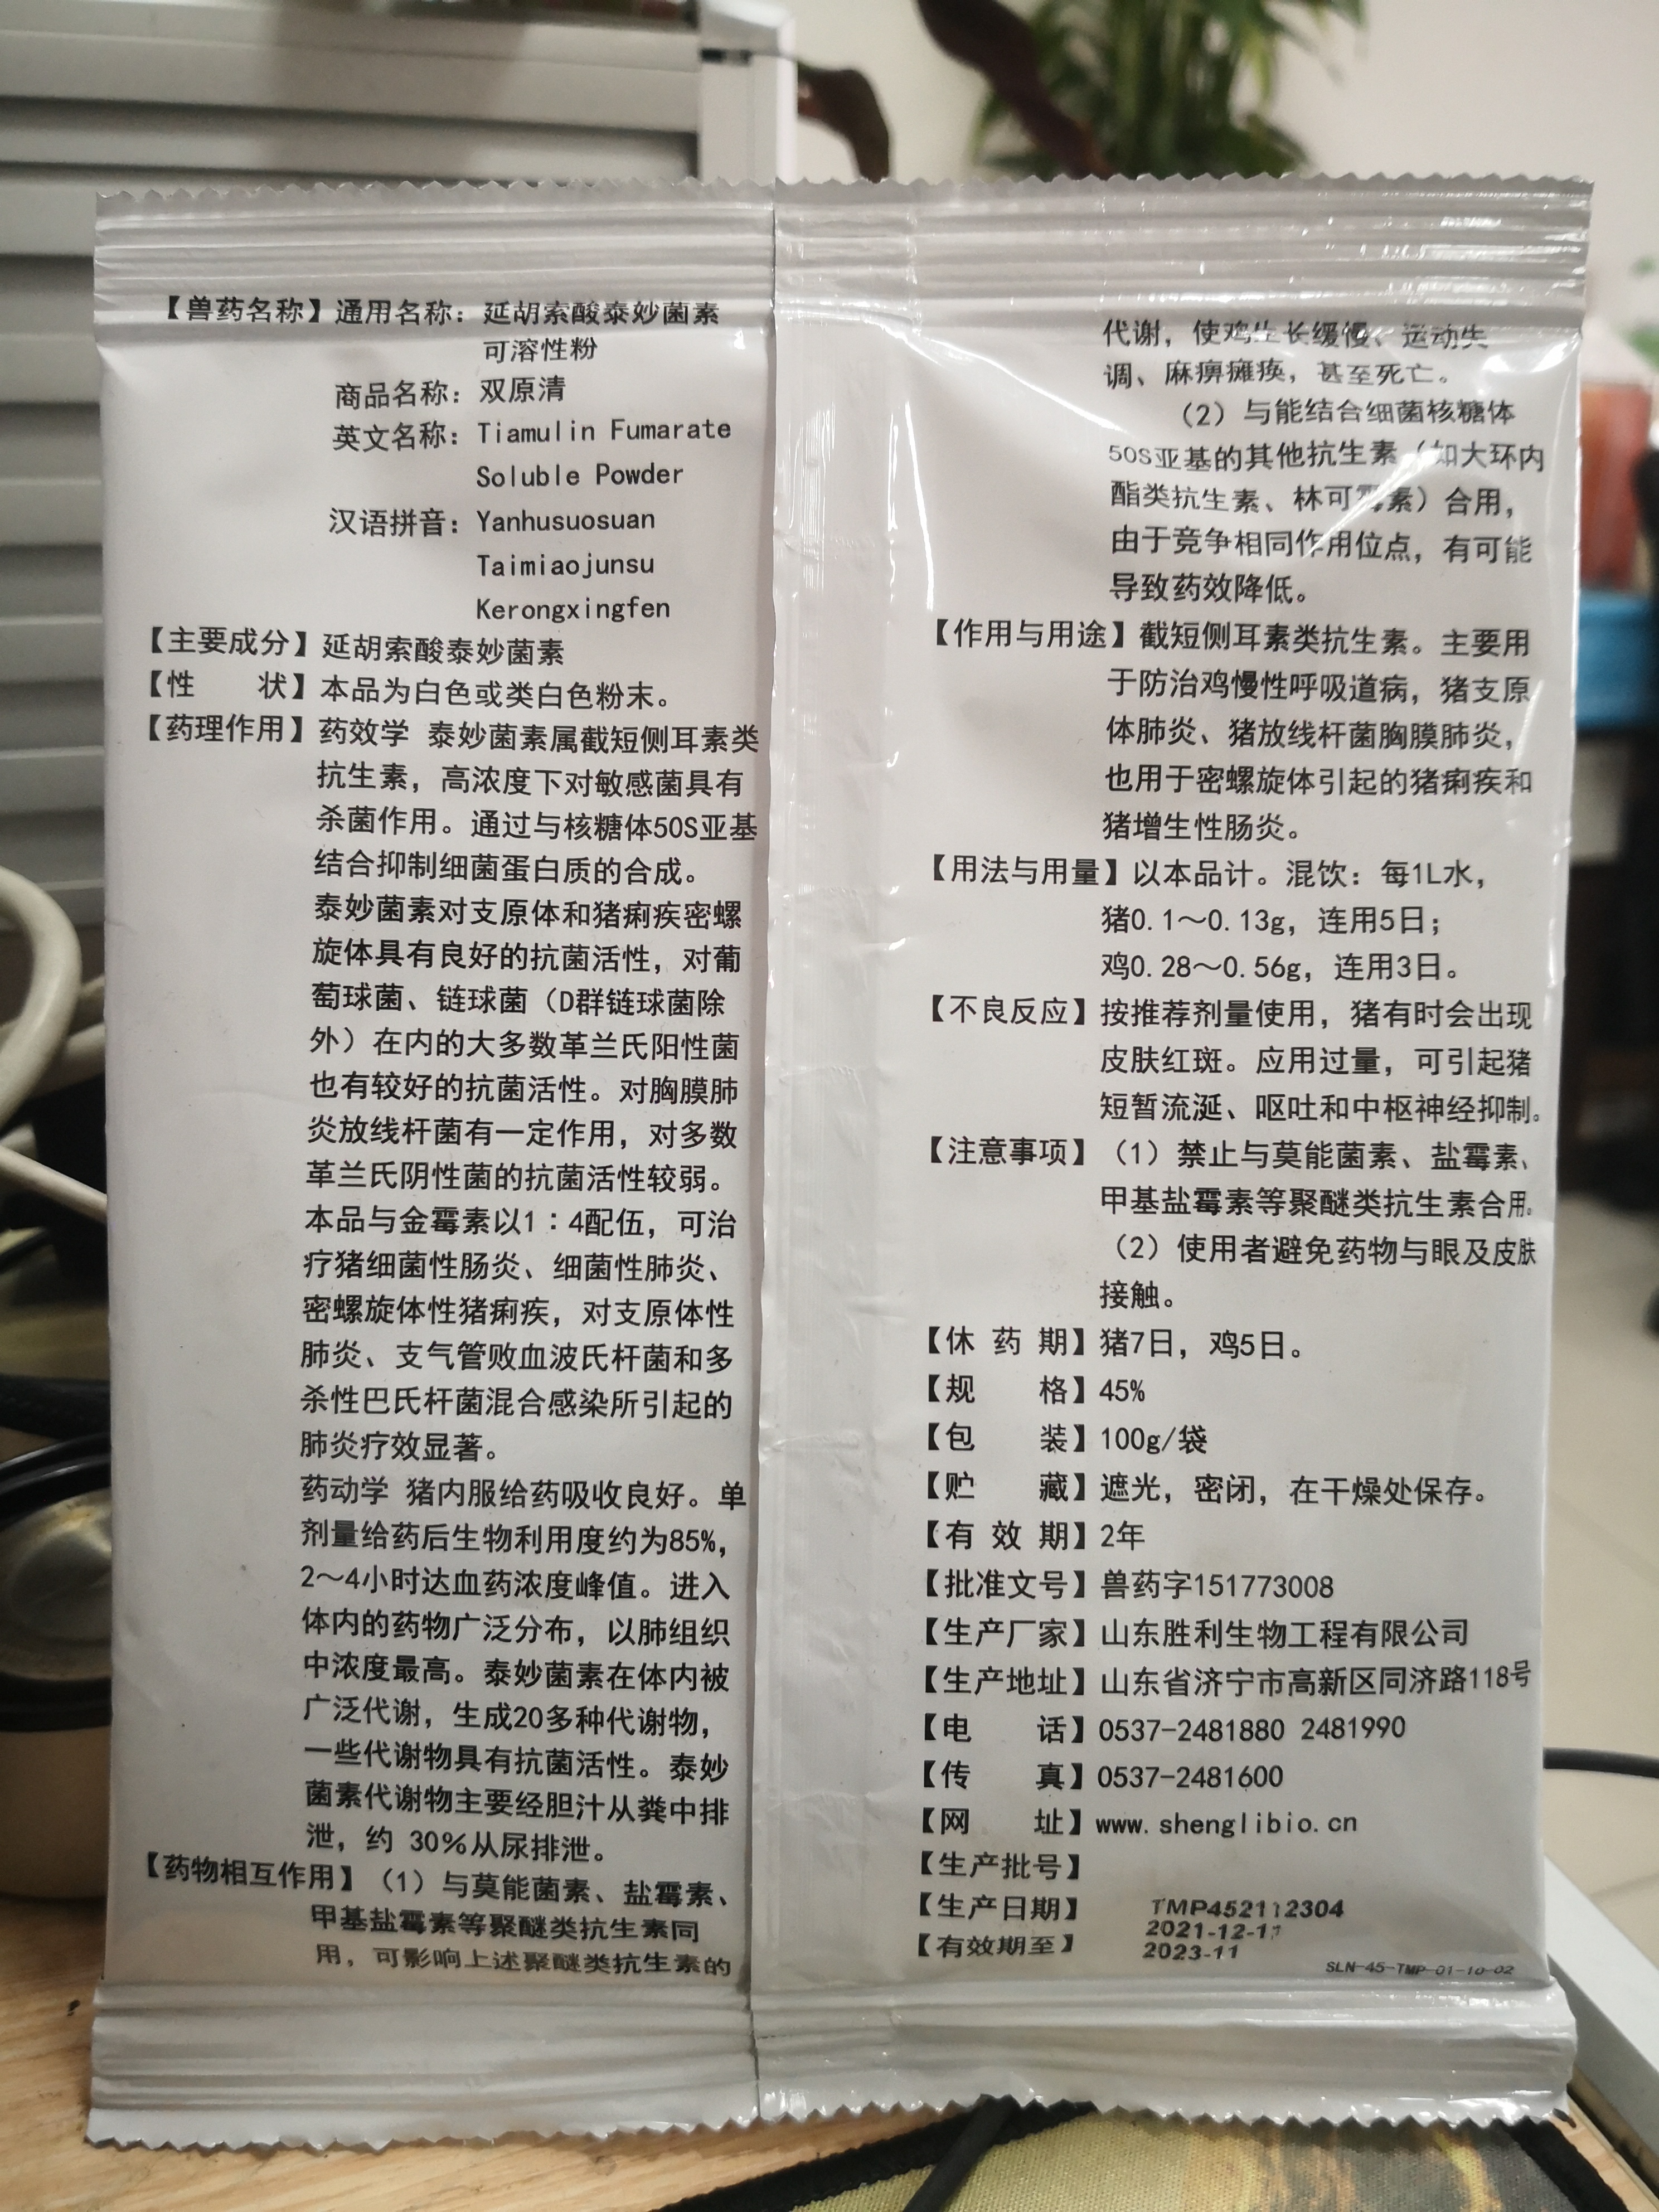 【兽药名称】通用名称：延胡索酸泰妙菌素
可溶性粉
商品名称：双原清
英文名称：Tiamulin Fumarate
Soluble Powder
汉语拼音：Yanhusuosuan
Taimiaojunsu
Kerongxingfen
【主要成分】延胡索酸泰妙菌素
【性 状】本品为白色或类白色粉末。
【药理作用】药效学 泰妙菌素属截短侧耳素类
抗生素，高浓度下对敏感菌具有
杀菌作用。通过与核糖体50S亚基
结合抑制细菌蛋白质的合成。
泰妙菌素对支原体和猪痢疾密螺
旋体具有良好的抗菌活性，对葡
萄球菌、链球菌（D群链球菌除
外）在内的大多数革兰氏阳性菌
也有较好的抗菌活性。对胸膜肺
炎放线杆菌有一定作用，对多数
革兰氏阴性菌的抗菌活性较弱。
本品与金霉素以1：4配伍，可治
疗猪细菌性肠炎、细菌性肺炎、
密螺旋体性猪痢疾，对支原体性
肺炎、支气管败血波氏杆菌和多
杀性巴氏杆菌混合感染所引起的
肺炎疗效显著。
药动学 猪内服给药吸收良好。单
剂量给药后生物利用度约为85%，
2～4小时达血药浓度峰值。进入
体内的药物广泛分布，以肺组织
中浓度最高。泰妙菌素在体内被
广泛代谢，生成20多种代谢物，
一些代谢物具有抗菌活性。泰妙
菌素代谢物主要经胆汁从粪中排
泄，约 30%从尿排泄。
【药物相互作用】（1）与莫能菌素、盐霉素、
甲基盐霉素等聚醚类抗生素同
用，可影响上述聚醚类抗生素的
代谢，使鸡生长缓慢、运动失
调、麻痹瘫痪，甚至死亡。
（2）与能结合细菌核糖体
50S亚基的其他抗生素（如大环内
酯类抗生素、林可霉素）合用，
由于竞争相同作用位点，有可能
导致药效降低。
【作用与用途】截短侧耳素类抗生素。主要用
于防治鸡慢性呼吸道病，猪支原
体肺炎、猪放线杆菌胸膜肺炎，
也用于密螺旋体引起的猪痢疾和
猪增生性肠炎。
【用法与用量】以本品计。混饮：每1L水，
猪0.1～0.13g，连用5日；
鸡0.28～0.56g，连用3日。
【不良反应】按推荐剂量使用，猪有时会出现
皮肤红斑。应用过量，可引起猪
短暂流涎、呕吐和中枢神经抑制。
【注意事项】（1）禁止与莫能菌素、盐霉素、
甲基盐霉素等聚醚类抗生素合用。
（2）使用者避免药物与眼及皮肤
接触。
【休 药 期】猪7日，鸡5日。
【规 格】45%
【包 装】100g/袋
【贮 藏】遮光，密闭，在干燥处保存。
【有 效 期】2年
【批准文号】兽药字151773008
【生产厂家】山东胜利生物工程有限公司
【生产地址】山东省济宁市高新区同济路118号
【电 话】0537-2481880 2481990
【传 真】0537-2481600
【网 址】www.shenglibio.cn
【生产批号】
【生产日期】 TMP452112304
2021-12-11
【有效期至】 2023-11
SLN-45-TMP-01-10-02